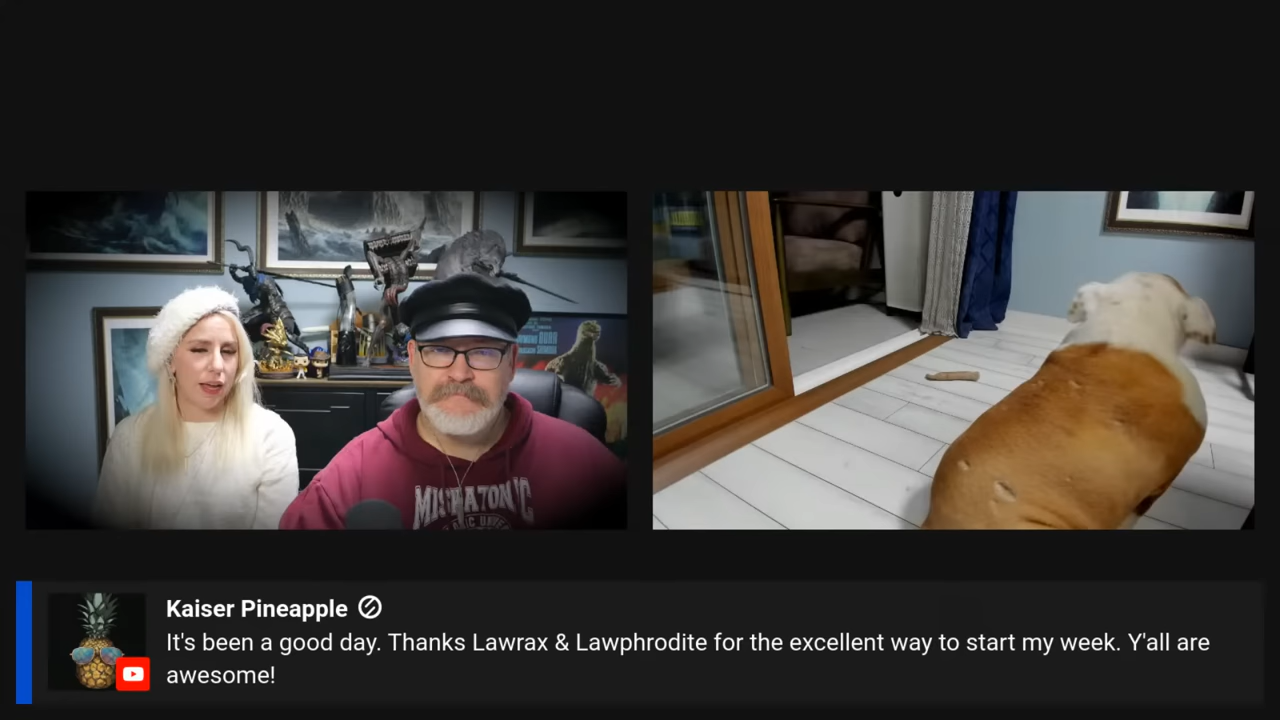 Kaiser Pineapple
It's been a good day. Thanks Lawrax & Lawphrodite for the excellent way to start my week. Y'all are
awesome!